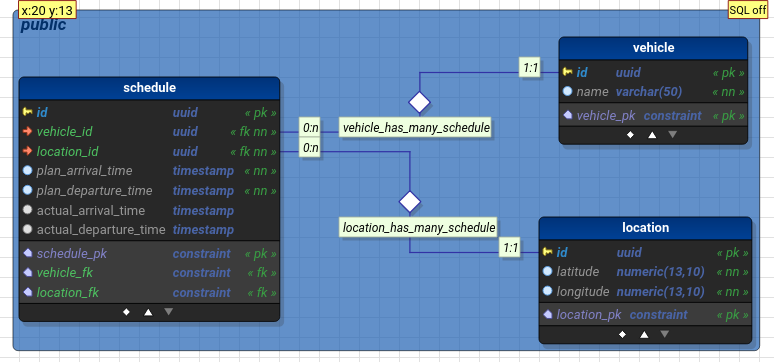 x:20 y:13
SQL off
public
schedule
id uuid « pk »
vehicle_id uuid « fk nn »
location_id uuid « fk nn »
plan_arrival_time timestamp « nn »
plan_departure_time timestamp « nn »
actual_arrival_time timestamp
actual_departure_time timestamp
schedule_pk constraint « pk »
vehicle_fk constraint « fk »
location_fk constraint « fk »
0:n
0:n
vehicle_has_many_schedule
1:1
location_has_many_schedule
1:1
vehicle
id uuid « pk »
name varchar(50) « nn »
vehicle_pk constraint « pk »
location
id uuid « pk »
latitude numeric(13,10) « nn »
longitude numeric(13,10) « nn »
location_pk constraint « pk »